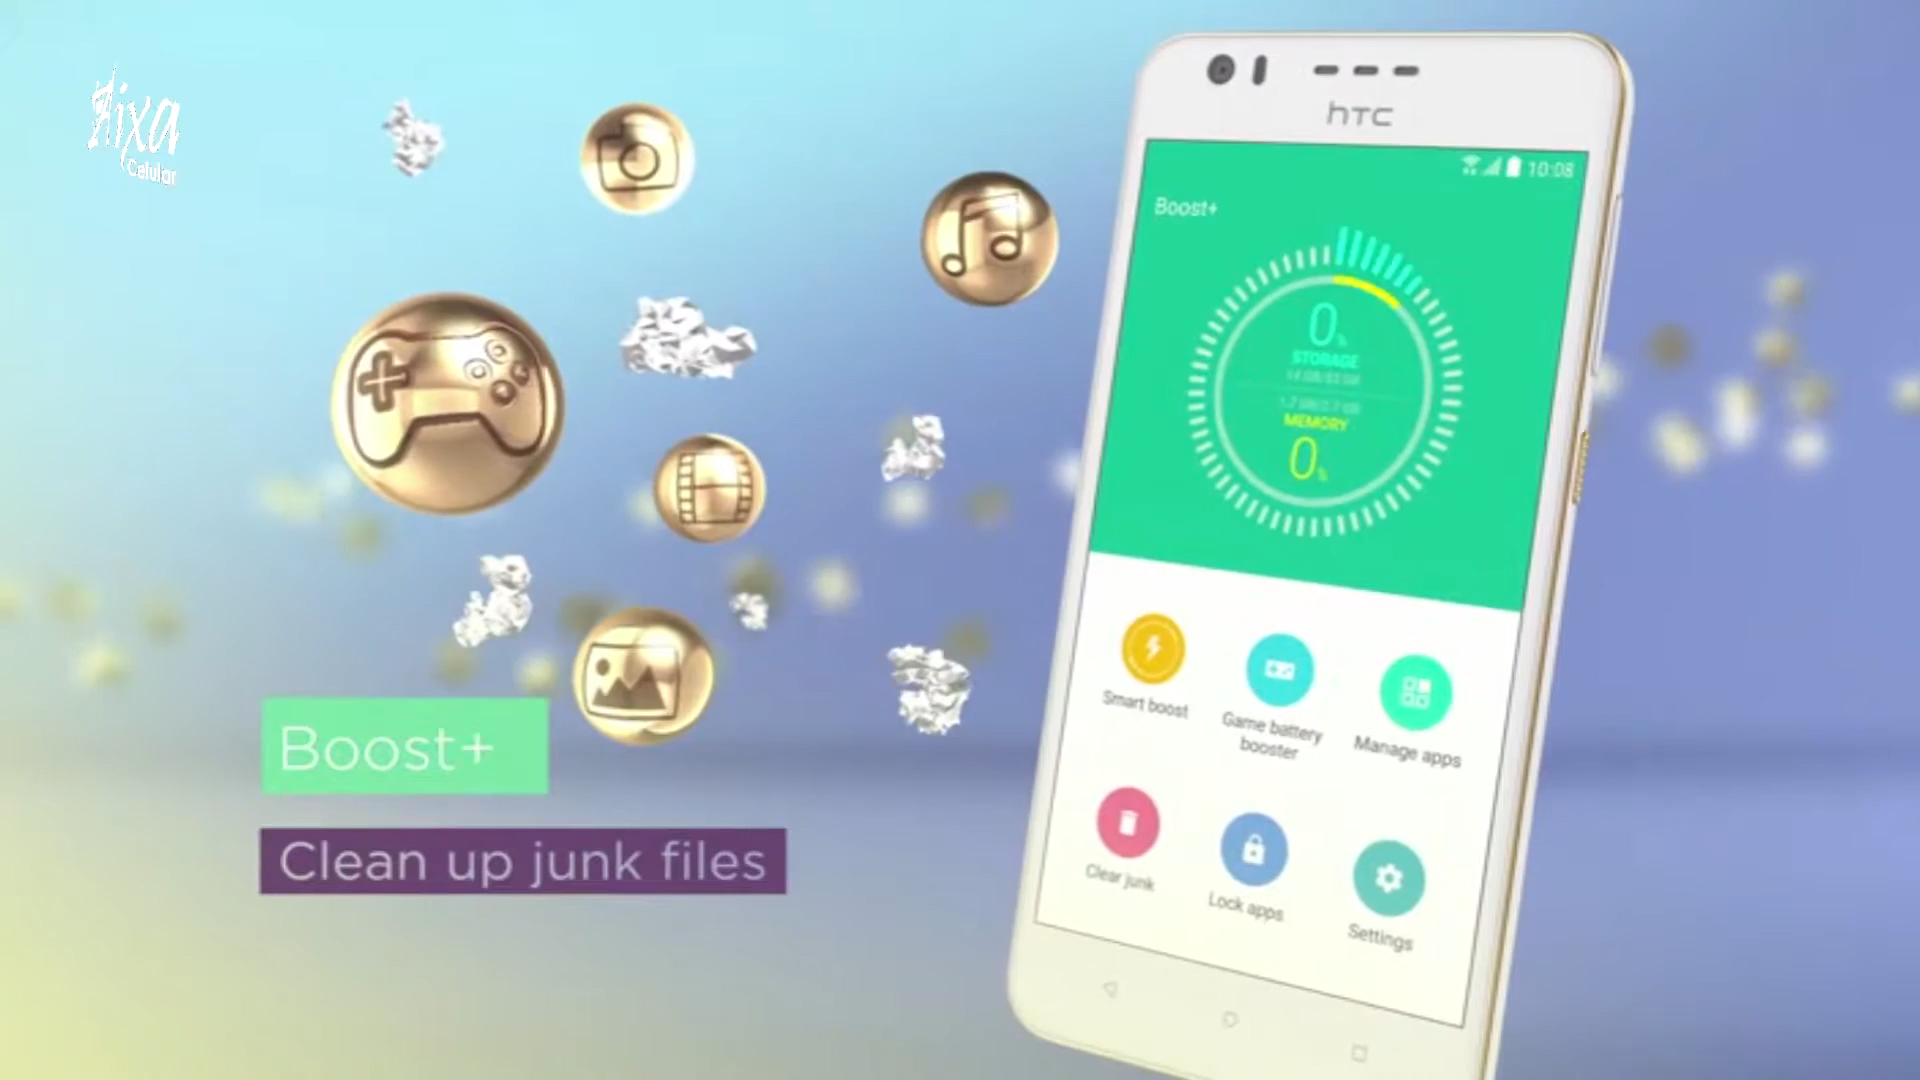 Aixa
Celular
hTC
10:08
Boost+
0%
STORAGE
MEMORY
0%
Smart boost
Game battery
booster
Manage apps
Clear junk
Lock apps
Settings
Boost+
Clean up junk files